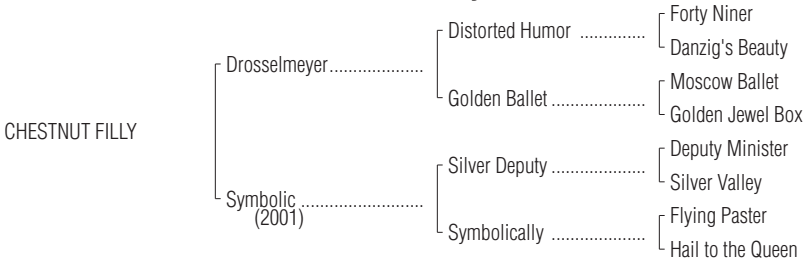 Forty Niner
Distorted Humor ..............
Danzig's Beauty
Drosselmeyer.....................
Moscow Ballet
Golden Ballet ....................
Golden Jewel Box
CHESTNUT FILLY
Deputy Minister
Silver Deputy ....................
Silver Valley
Symbolic ...........................
(2001)
Flying Paster
Symbolically ....................
Hail to the Queen